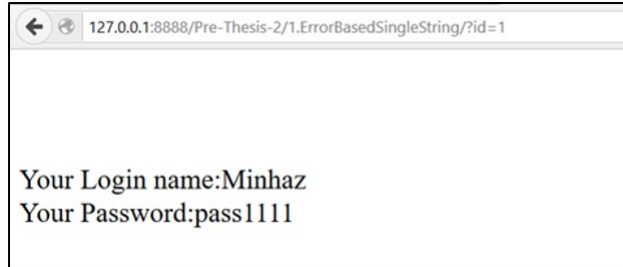 127.0.0.1:8888/Pre-Thesis-2/1.ErrorBasedSingleString/?id=1
Your Login name:Minhaz
Your Password:pass1111